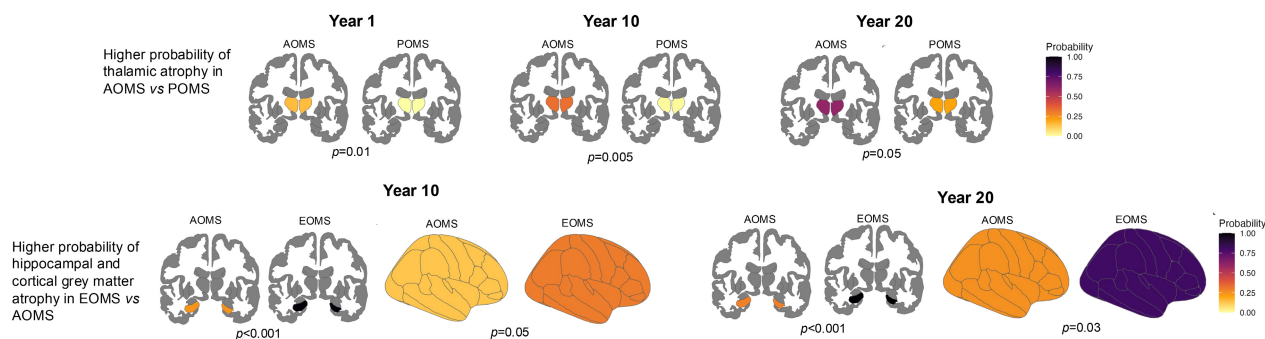 Year 1
Year 10
Year 20
Higher probability of
thalamic atrophy in
AOMS vs POMS
AOMS
POMS
AOMS
POMS
AOMS
POMS
Probability
1.00
0.75
0.50
0.25
0.00
p=0.01
p=0.005
p=0.05
Year 10
Year 20
Higher probability of
hippocampal and
cortical grey matter
atrophy in EOMS vs
AOMS
AOMS
EOMS
AOMS
EOMS
AOMS
EOMS
AOMS
EOMS
Probability
1.00
0.75
0.50
0.25
0.00
p<0.001
p=0.05
p<0.001
p=0.03